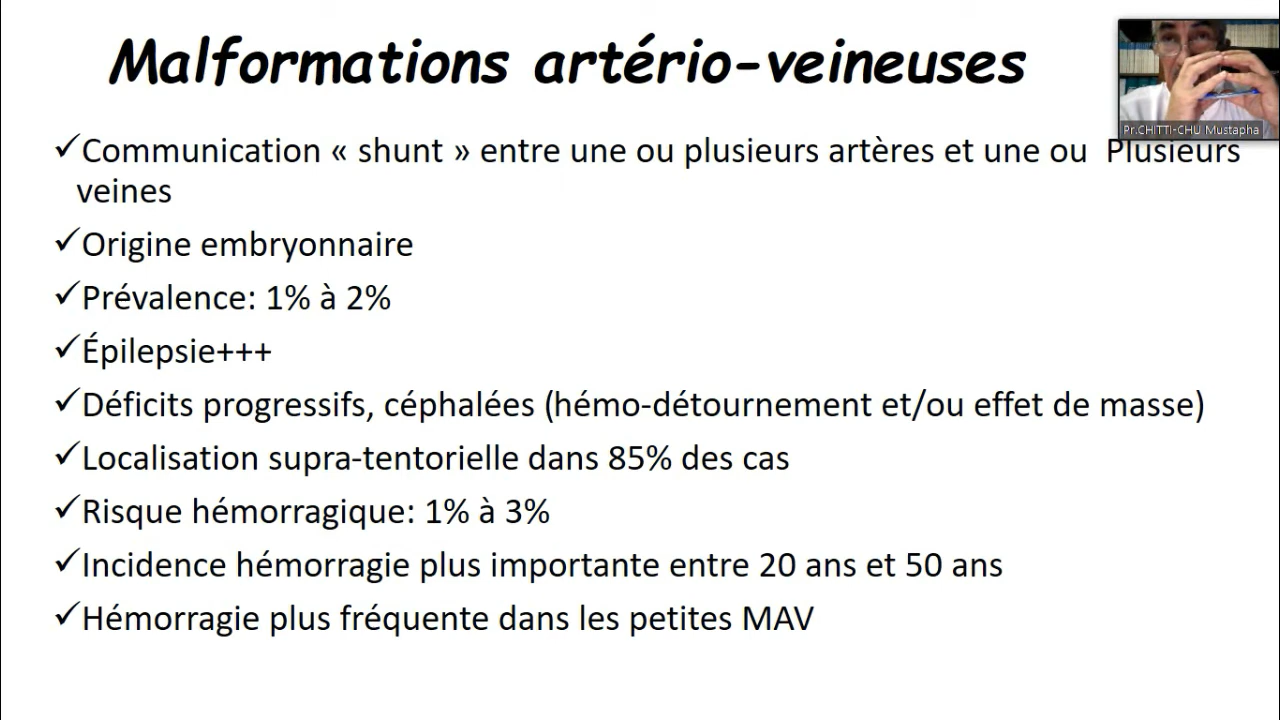 Malformations artério-veineuses
Pr.CHITTI-CHU Mustapha
✓Communication « shunt » entre une ou plusieurs artères et une ou Plusieurs
veines
✓Origine embryonnaire
✓Prévalence: 1% à 2%
✓Épilepsie+++
✓Déficits progressifs, céphalées (hémo-détournement et/ou effet de masse)
✓Localisation supra-tentorielle dans 85% des cas
✓Risque hémorragique: 1% à 3%
✓Incidence hémorragie plus importante entre 20 ans et 50 ans
✓Hémorragie plus fréquente dans les petites MAV